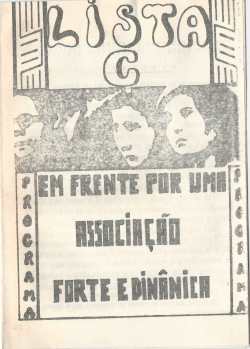 LISTA
C
EM FRENTE POR UMA
ASSOCIAÇÃO
FORTE E DINÂMICA
PROGRAMA
PROGRAMA